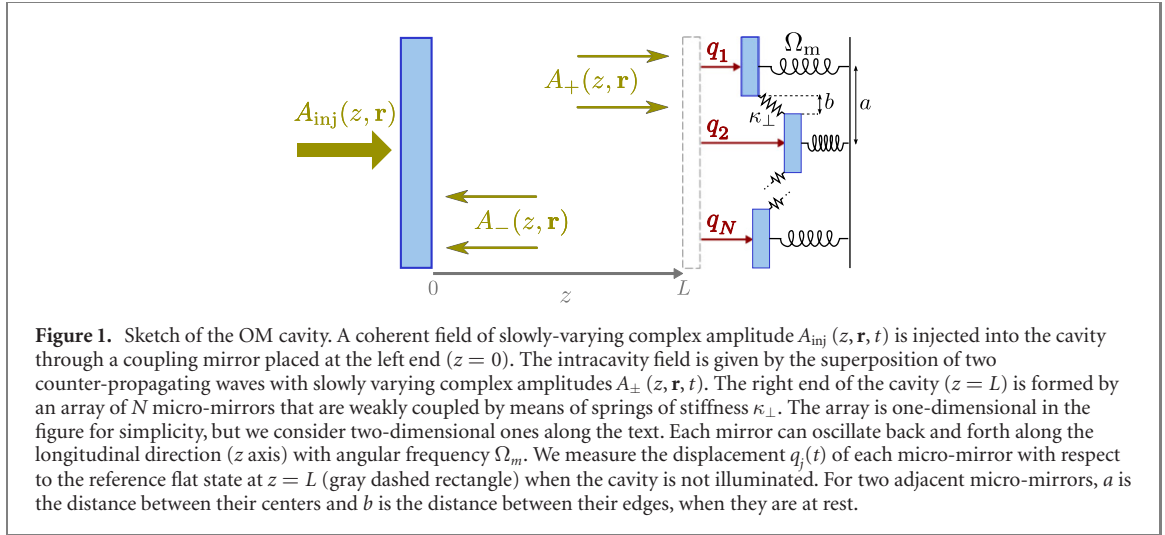 A_inj(z, r)
A_+(z, r)
A_−(z, r)
q_1
q_2
q_N
Ω_m
κ_⊥
b
a
0
z
L
Figure 1. Sketch of the OM cavity. A coherent field of slowly-varying complex amplitude A_inj (z, r, t) is injected into the cavity
through a coupling mirror placed at the left end (z = 0). The intracavity field is given by the superposition of two
counter-propagating waves with slowly varying complex amplitudes A_± (z, r, t). The right end of the cavity (z = L) is formed by
an array of N micro-mirrors that are weakly coupled by means of springs of stiffness κ_⊥. The array is one-dimensional in the
figure for simplicity, but we consider two-dimensional ones along the text. Each mirror can oscillate back and forth along the
longitudinal direction (z axis) with angular frequency Ω_m. We measure the displacement q_j(t) of each micro-mirror with respect
to the reference flat state at z = L (gray dashed rectangle) when the cavity is not illuminated. For two adjacent micro-mirrors, a is
the distance between their centers and b is the distance between their edges, when they are at rest.